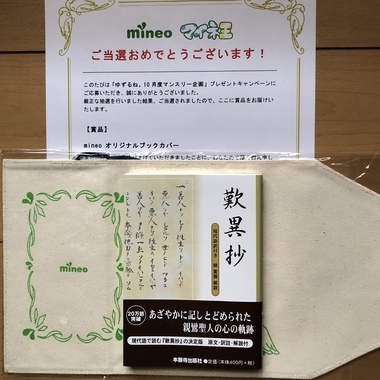 mineo マイネ王
ご当選おめでとうございます！
このたびは「ゆずるね。10月度マンスリー企画」プレゼントキャンペーンに
ご応募いただき、誠にありがとうございました。
厳正な抽選を行いました結果、ご当選されましたので、ここに賞品をお届けい
たします。
【賞品】
mineo オリジナルブックカバー
mineo
歎異抄
現代語訳付き
20万部
突破
あざやかに記しとどめられた
親鸞聖人の心の軌跡
現代語で読む『歎異抄』の決定版 原文・訳註・解説付
本願寺出版社 ●定価（本体400円＋税）